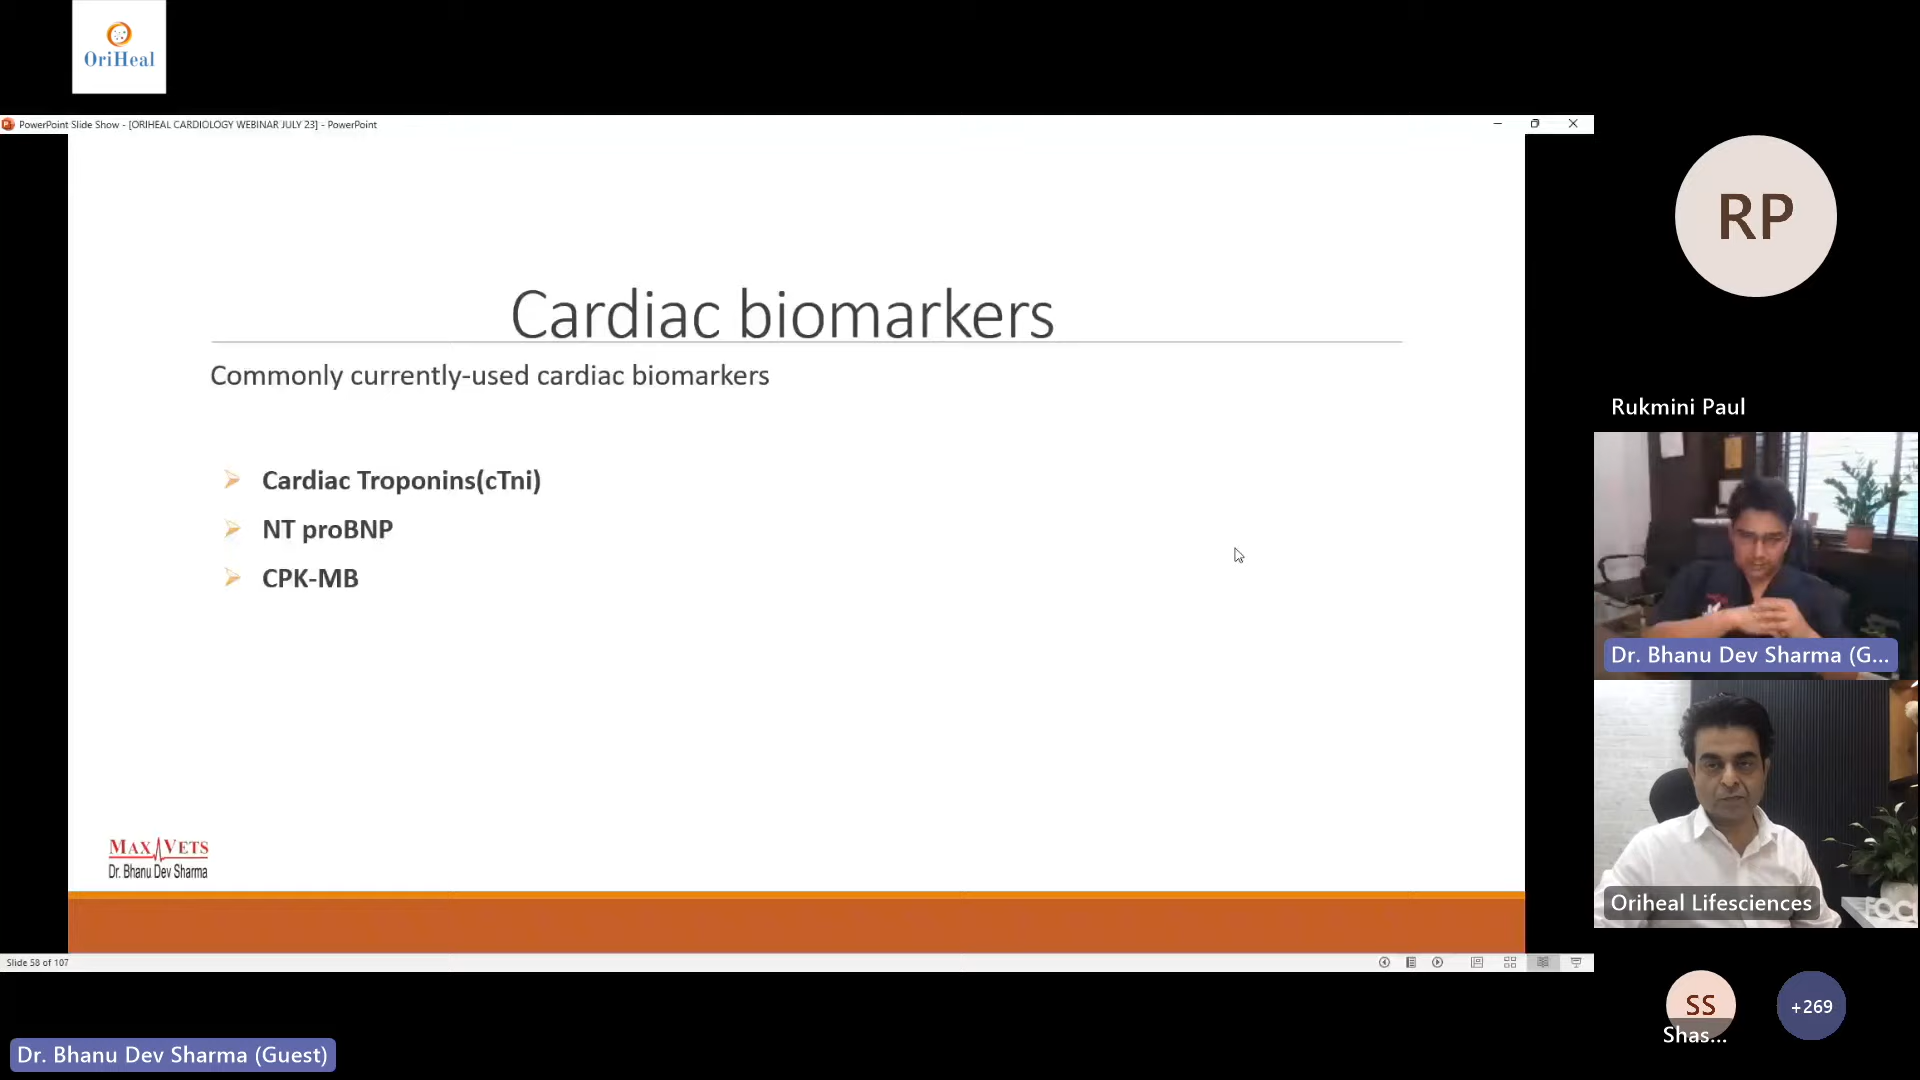 OriHeal
PowerPoint Slide Show - [ORIHEAL CARDIOLOGY WEBINAR JULY 23] - PowerPoint
Cardiac biomarkers
Commonly currently-used cardiac biomarkers
Cardiac Troponins(cTni)
NT proBNP
CPK-MB
MAX VETS
Dr. Bhanu Dev Sharma
Slide 58 of 107
Dr. Bhanu Dev Sharma (Guest)
RP
Rukmini Paul
Dr. Bhanu Dev Sharma (G...
Oriheal Lifesciences
FOC
SS
Shas...
+269